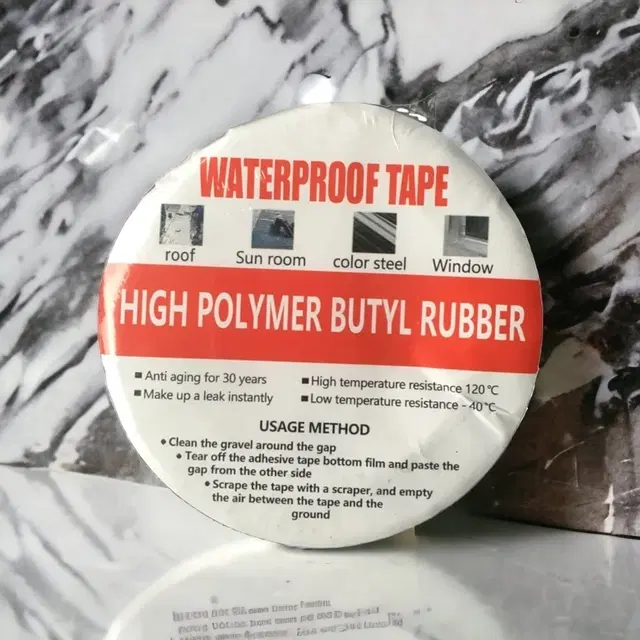 WATERPROOF TAPE
roof Sun room color steel Window
HIGH POLYMER BUTYL RUBBER
■ Anti aging for 30 years ■ High temperature resistance 120℃
■ Make up a leak instantly ■ Low temperature resistance - 40℃
USAGE METHOD
• Clean the gravel around the gap
• Tear off the adhesive tape bottom film and paste the
gap from the other side
• Scrape the tape with a scraper, and empty
the air between the tape and the
ground